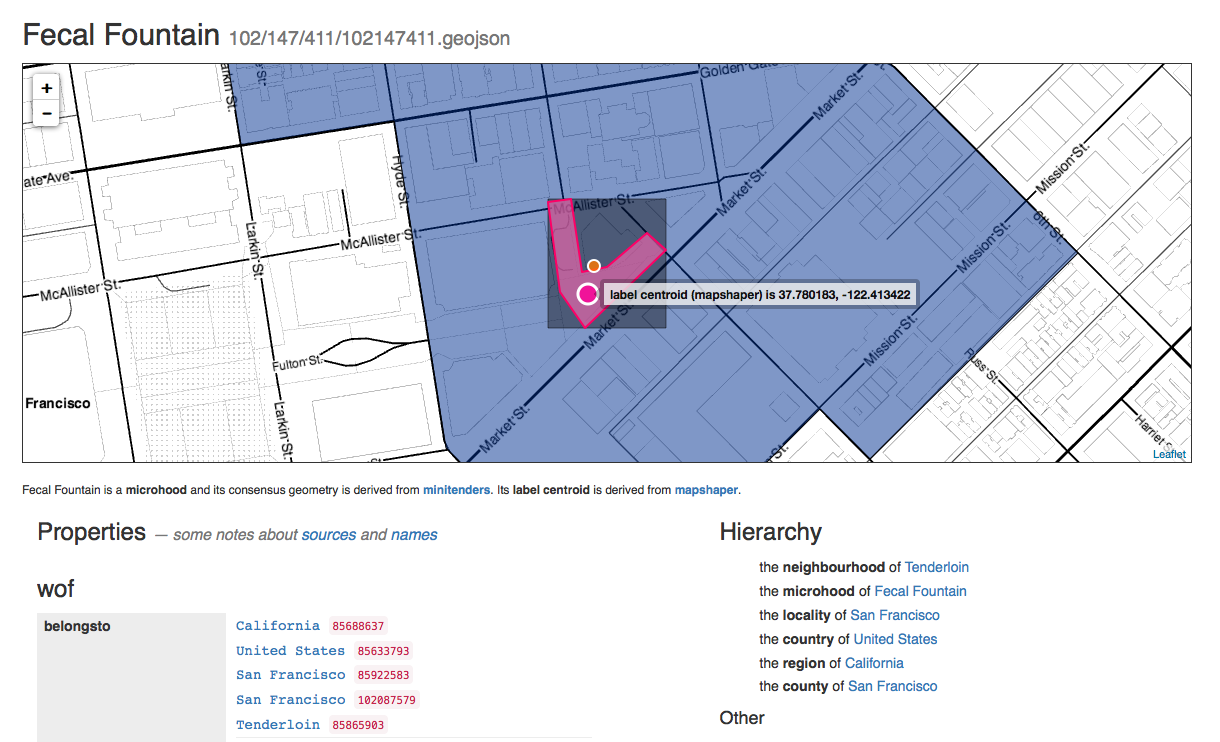 Fecal Fountain 102/147/411/102147411.geojson
+
−
arkin St.
St.
Golden Gate
Market St.
ate Ave.
Hyde St.
McAllister St.
Market St.
Mission St.
Larkin St.
McAllister St.
Mission St.
6th St.
McAllister St.
label centroid (mapshaper) is 37.780183, -122.413422
Market St.
Mission St.
Fulton St.
Russ St.
Francisco
Larkin St.
Market St.
Harriet S
St.
St.
Leaflet
Fecal Fountain is a microhood and its consensus geometry is derived from minitenders. Its label centroid is derived from mapshaper.
Properties — some notes about sources and names
wof
belongsto
California 85688637
United States 85633793
San Francisco 85922583
San Francisco 102087579
Tenderloin 85865903
Hierarchy
the neighbourhood of Tenderloin
the microhood of Fecal Fountain
the locality of San Francisco
the country of United States
the region of California
the county of San Francisco
Other